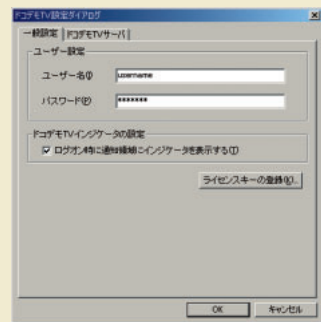 ドコデモTV設定ダイアログ
一般設定 ドコデモTVサーバ
ユーザー設定
ユーザー名(I) username
パスワード(P) *******
ドコデモTVインジケータの設定
ログオン時に通知領域にインジケータを表示する(T)
ライセンスキーの登録(K)...
OK キャンセル